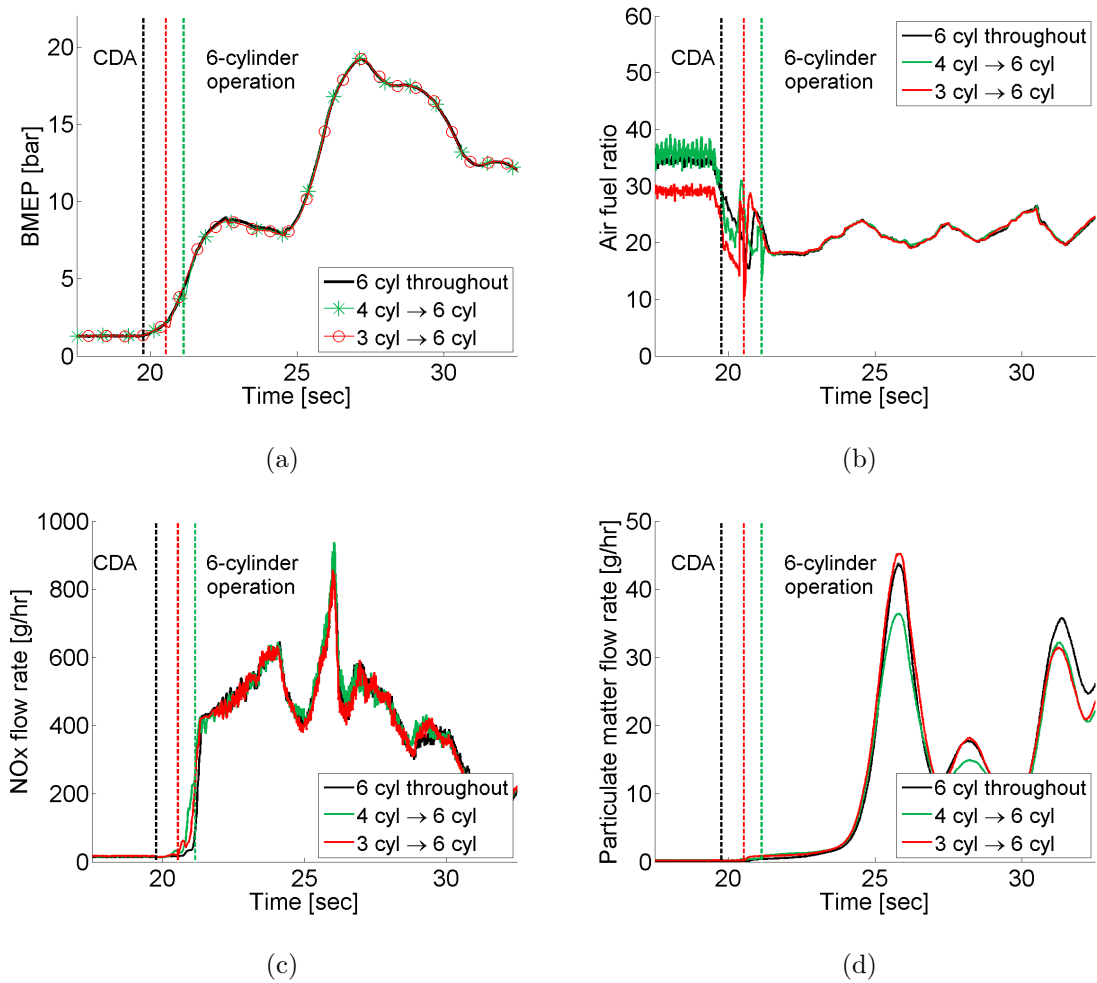 20
15
10
5
0
BMEP [bar]
CDA
6-cylinder
operation
6 cyl throughout
4 cyl → 6 cyl
3 cyl → 6 cyl
20
25
30
Time [sec]
(a)
60
50
40
30
20
10
0
Air fuel ratio
CDA
6-cylinder
operation
6 cyl throughout
4 cyl → 6 cyl
3 cyl → 6 cyl
20
25
30
Time [sec]
(b)
1000
800
600
400
200
0
NOx flow rate [g/hr]
CDA
6-cylinder
operation
6 cyl throughout
4 cyl → 6 cyl
3 cyl → 6 cyl
20
25
30
Time [sec]
(c)
50
40
30
20
10
0
Particulate matter flow rate [g/hr]
CDA
6-cylinder
operation
6 cyl throughout
4 cyl → 6 cyl
3 cyl → 6 cyl
20
25
30
Time [sec]
(d)